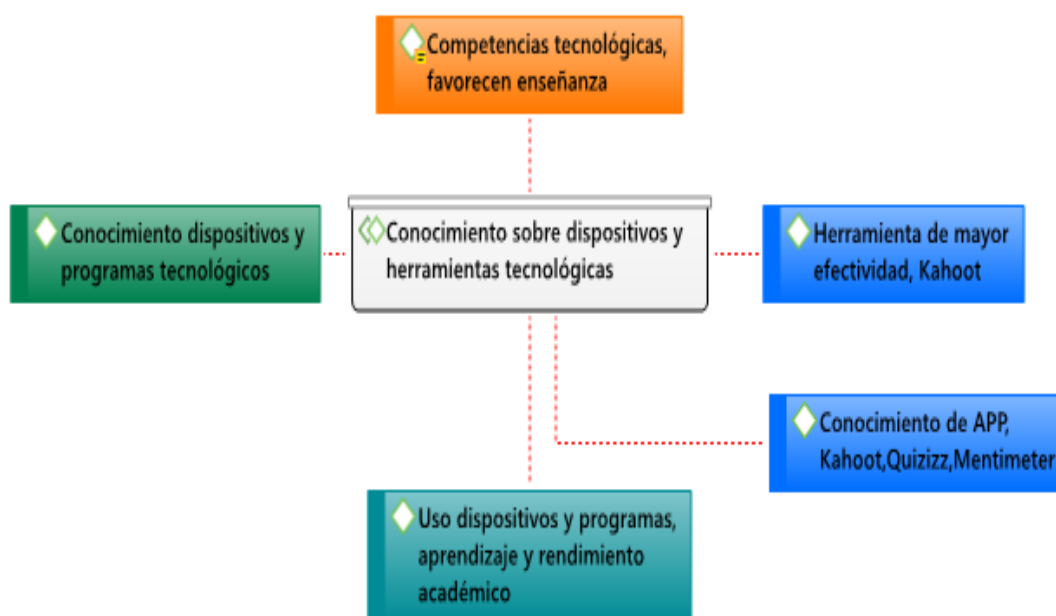 Competencias tecnológicas,
favorecen enseñanza
Conocimiento dispositivos y
programas tecnológicos
Conocimiento sobre dispositivos y
herramientas tecnológicas
Herramienta de mayor
efectividad, Kahoot
Conocimiento de APP,
Kahoot,Quizizz,Mentimeter
Uso dispositivos y programas,
aprendizaje y rendimiento
académico